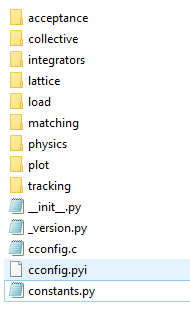 acceptance
collective
integrators
lattice
load
matching
physics
plot
tracking
__init__.py
_version.py
cconfig.c
cconfig.pyi
constants.py